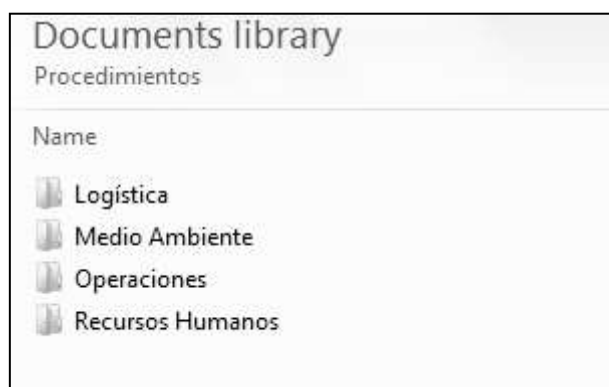 Documents library
Procedimientos
Name
Logística
Medio Ambiente
Operaciones
Recursos Humanos